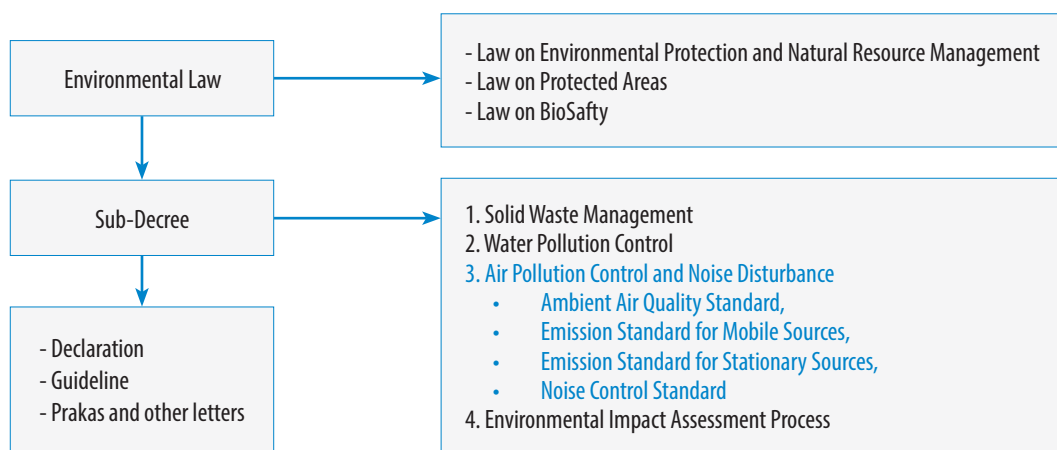 Environmental Law
- Law on Environmental Protection and Natural Resource Management
- Law on Protected Areas
- Law on BioSafty
Sub-Decree
1. Solid Waste Management
2. Water Pollution Control
3. Air Pollution Control and Noise Disturbance
• Ambient Air Quality Standard,
• Emission Standard for Mobile Sources,
• Emission Standard for Stationary Sources,
• Noise Control Standard
4. Environmental Impact Assessment Process
- Declaration
- Guideline
- Prakas and other letters